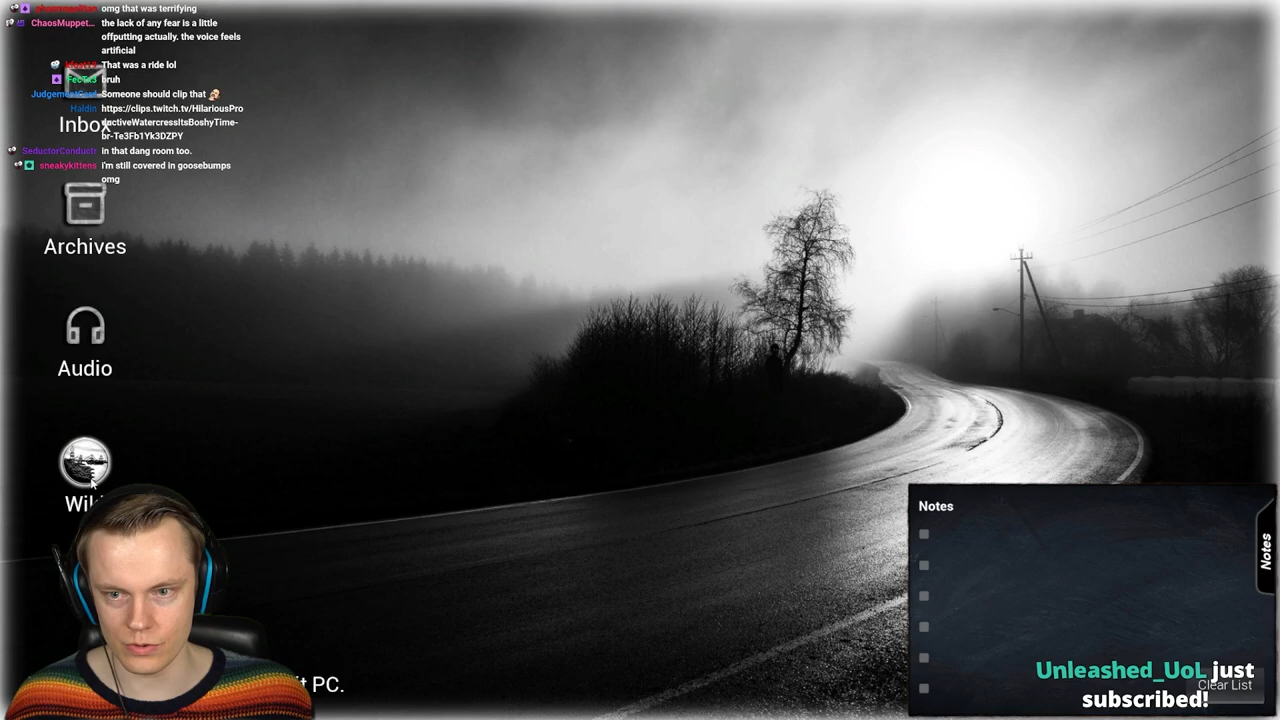 omg that was terrifying
ChaosMuppet...
the lack of any fear is a little
offputting actually. the voice feels
artificial
That was a ride lol
bruh
Someone should clip that
Haldin
https://clips.twitch.tv/HilariousPro
br-Te3Fb1Yk3DZPY
SeductorConductr
in that dang room too.
sneakykittens
i'm still covered in goosebumps
omg
Inbox
Archives
Audio
Notes
Notes
Unleashed_UoL just
subscribed!
Clear List
PC.